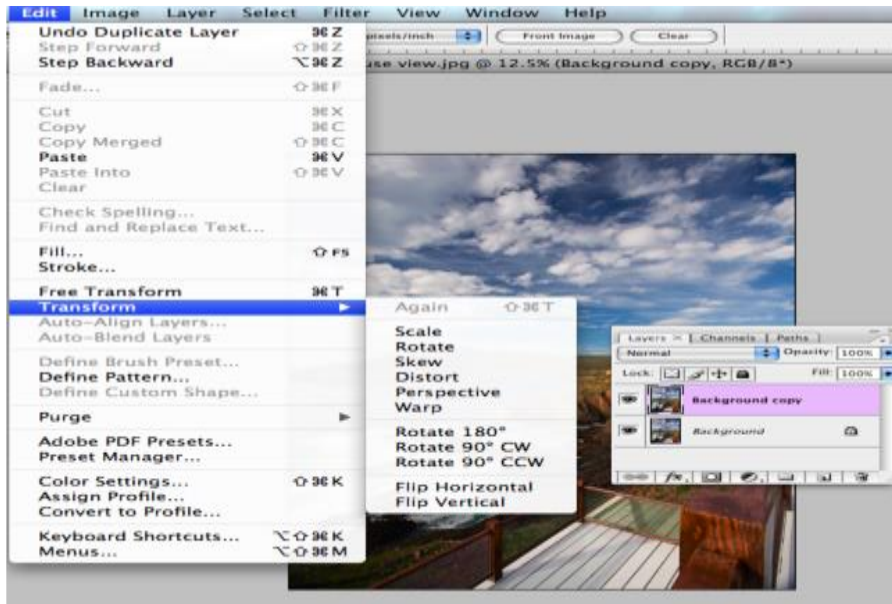 Edit Image Layer Select Filter View Window Help
Undo Duplicate Layer ⌘Z
Step Forward ⇧⌘Z
Step Backward ⌥⌘Z
Fade... ⇧⌘F
Cut ⌘X
Copy ⌘C
Copy Merged ⇧⌘C
Paste ⌘V
Paste Into ⇧⌘V
Clear
Check Spelling...
Find and Replace Text...
Fill... ⇧F5
Stroke...
Free Transform ⌘T
Transform
Auto-Align Layers...
Auto-Blend Layers
Define Brush Preset...
Define Pattern...
Define Custom Shape...
Purge
Adobe PDF Presets...
Preset Manager...
Color Settings... ⇧⌘K
Assign Profile...
Convert to Profile...
Keyboard Shortcuts... ⌥⇧⌘K
Menus... ⌥⇧⌘M
Again ⇧⌘T
Scale
Rotate
Skew
Distort
Perspective
Warp
Rotate 180°
Rotate 90° CW
Rotate 90° CCW
Flip Horizontal
Flip Vertical
pixels/inch Front Image Clear
view.jpg @ 12.5% (Background copy, RGB/8*)
Layers × Channels Paths
Normal Opacity: 100%
Lock: Fill: 100%
Background copy
Background
fx